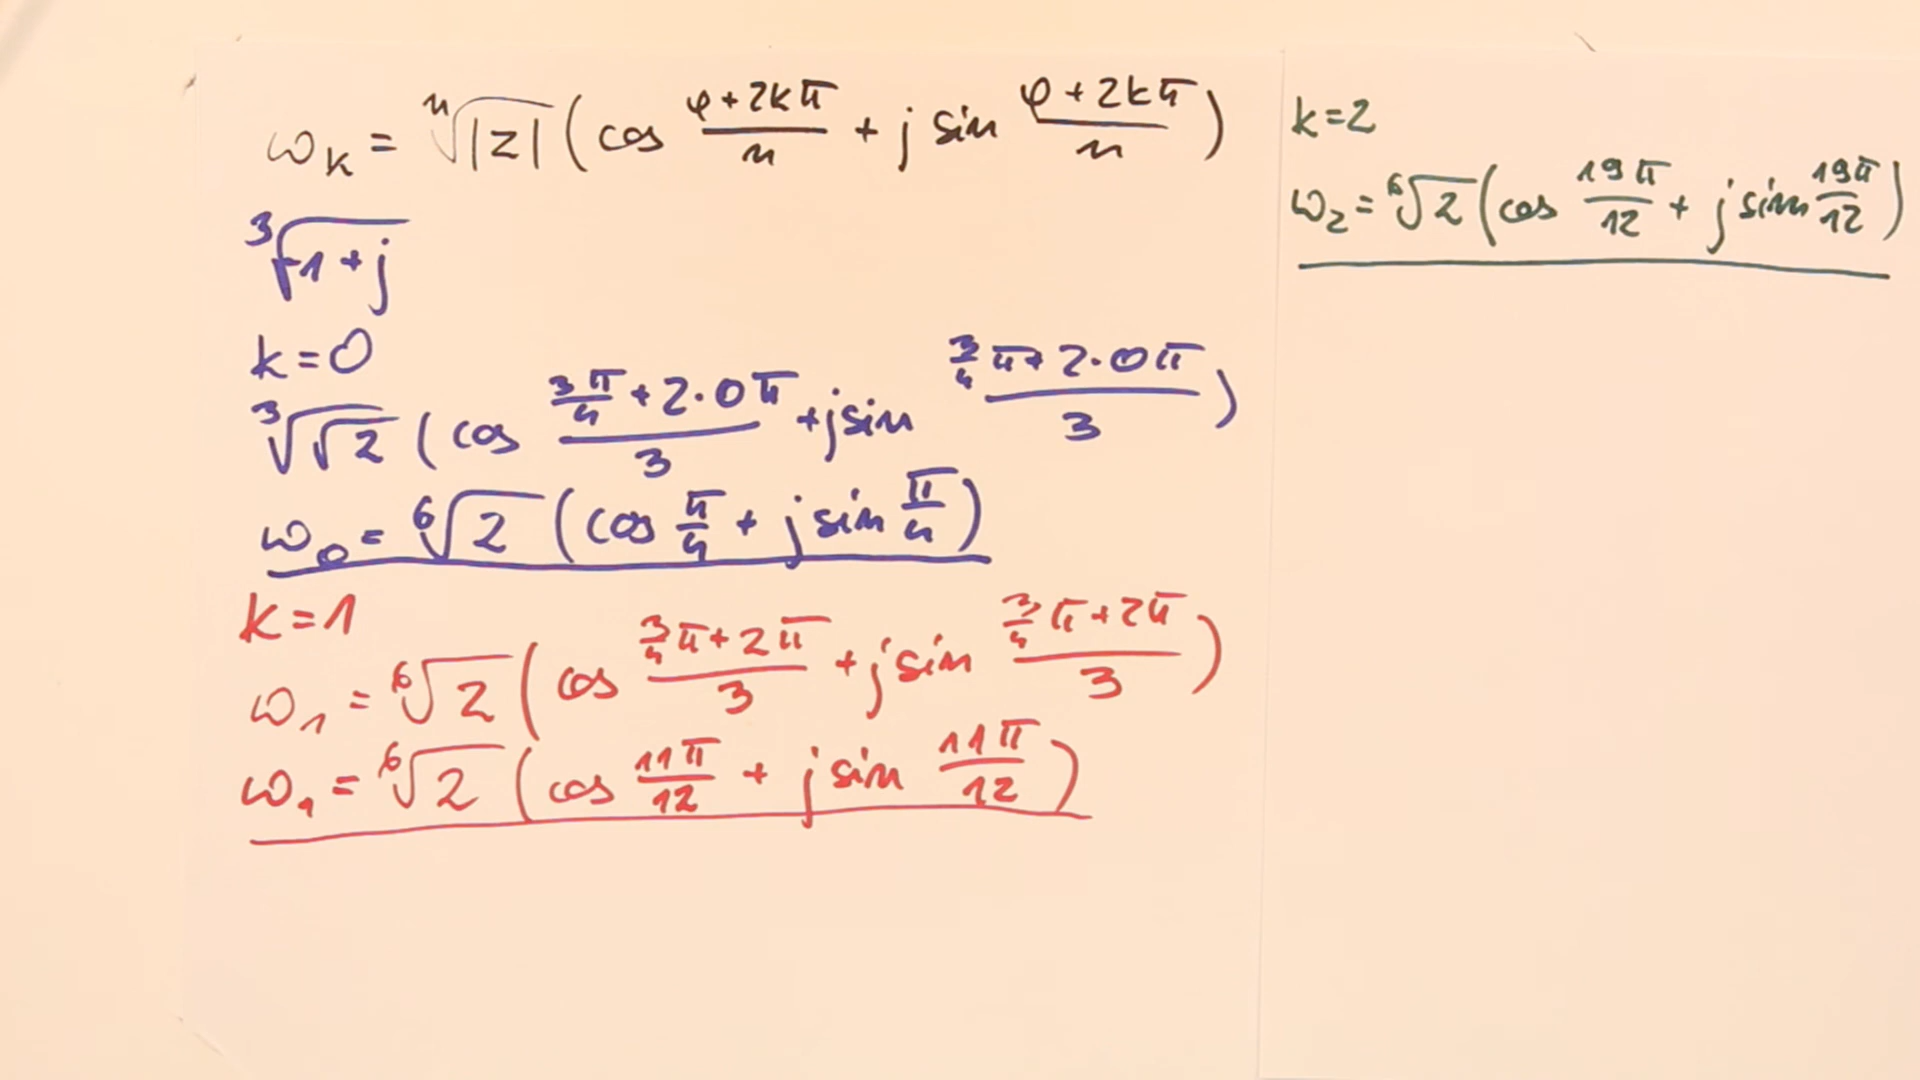 ω_k = ⁿ√|z| (cos (φ+2kπ)/n + j sin (φ+2kπ)/n)
³√(-1+j)
k=0
³√√2 (cos (3π/4+2·0π)/3 + j sin (3/4 π+2·0π)/3)
ω₀ = ⁶√2 (cos π/4 + j sin π/4)
k=1
ω₁ = ⁶√2 (cos (3/4 π+2π)/3 + j sin (3/4 π+2π)/3)
ω₁ = ⁶√2 (cos 11π/12 + j sin 11π/12)
k=2
ω₂ = ⁶√2 (cos 19π/12 + j sin 19π/12)